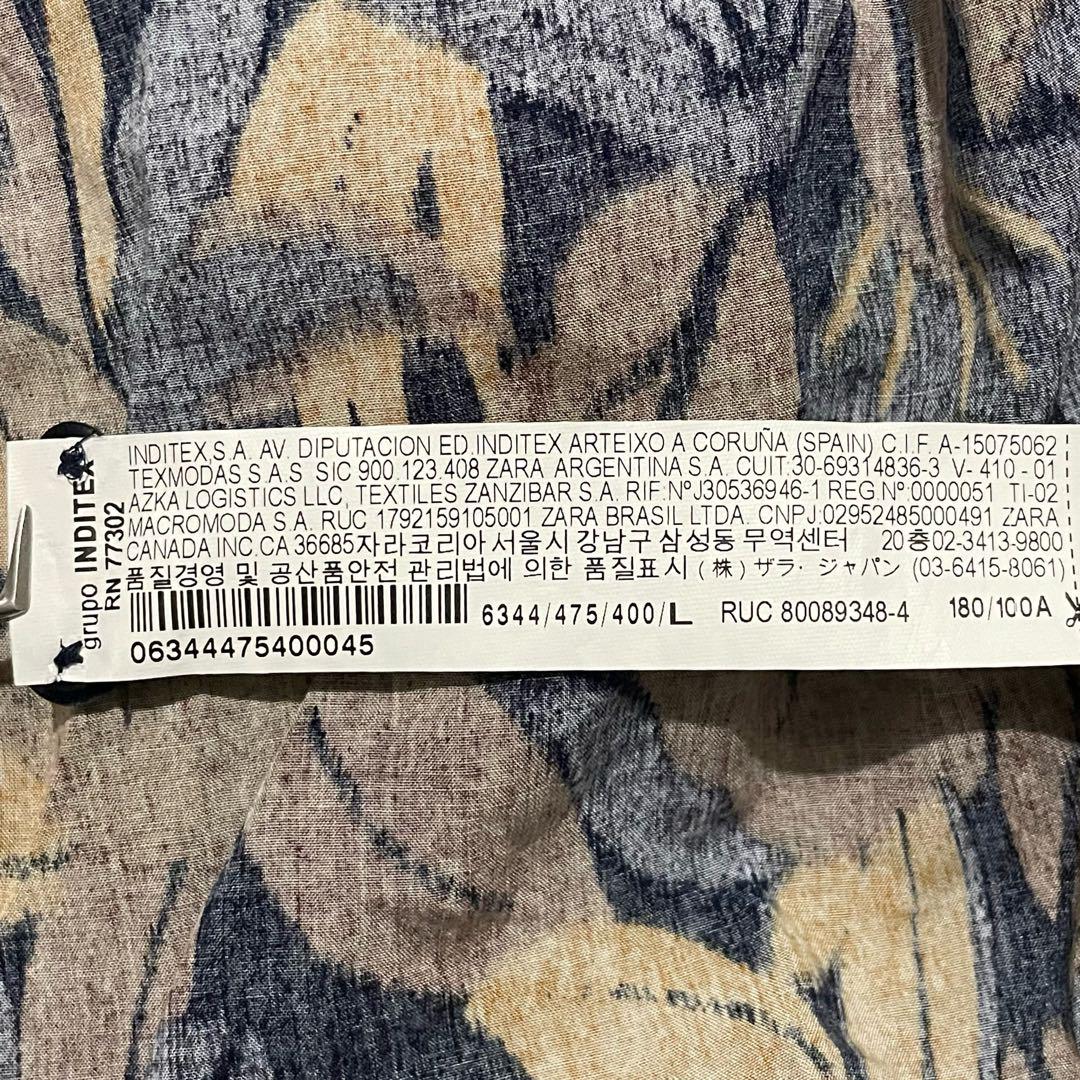 grupo INDITEX
RN 77302
INDITEX,S.A. AV. DIPUTACION ED.INDITEX ARTEIXO A CORUÑA (SPAIN) C.I.F. A-15075062
TEXMODAS S.A.S SIC 900.123.408 ZARA ARGENTINA S.A. CUIT:30-69314836-3 V- 410 - 01
AZKA LOGISTICS LLC, TEXTILES ZANZIBAR S.A. RIF:NºJ30536946-1 REG.Nº:0000051 TI-02
MACROMODA S.A. RUC 1792159105001 ZARA BRASIL LTDA. CNPJ:02952485000491 ZARA
CANADA INC.CA 36685자라코리아 서울시 강남구 삼성동 무역센터 20층02-3413-9800
품질경영 및 공산품안전 관리법에 의한 품질표시 (株) ザラ・ジャパン (03-6415-8061)
6344/475/400/L RUC 80089348-4 180/100A
06344475400045